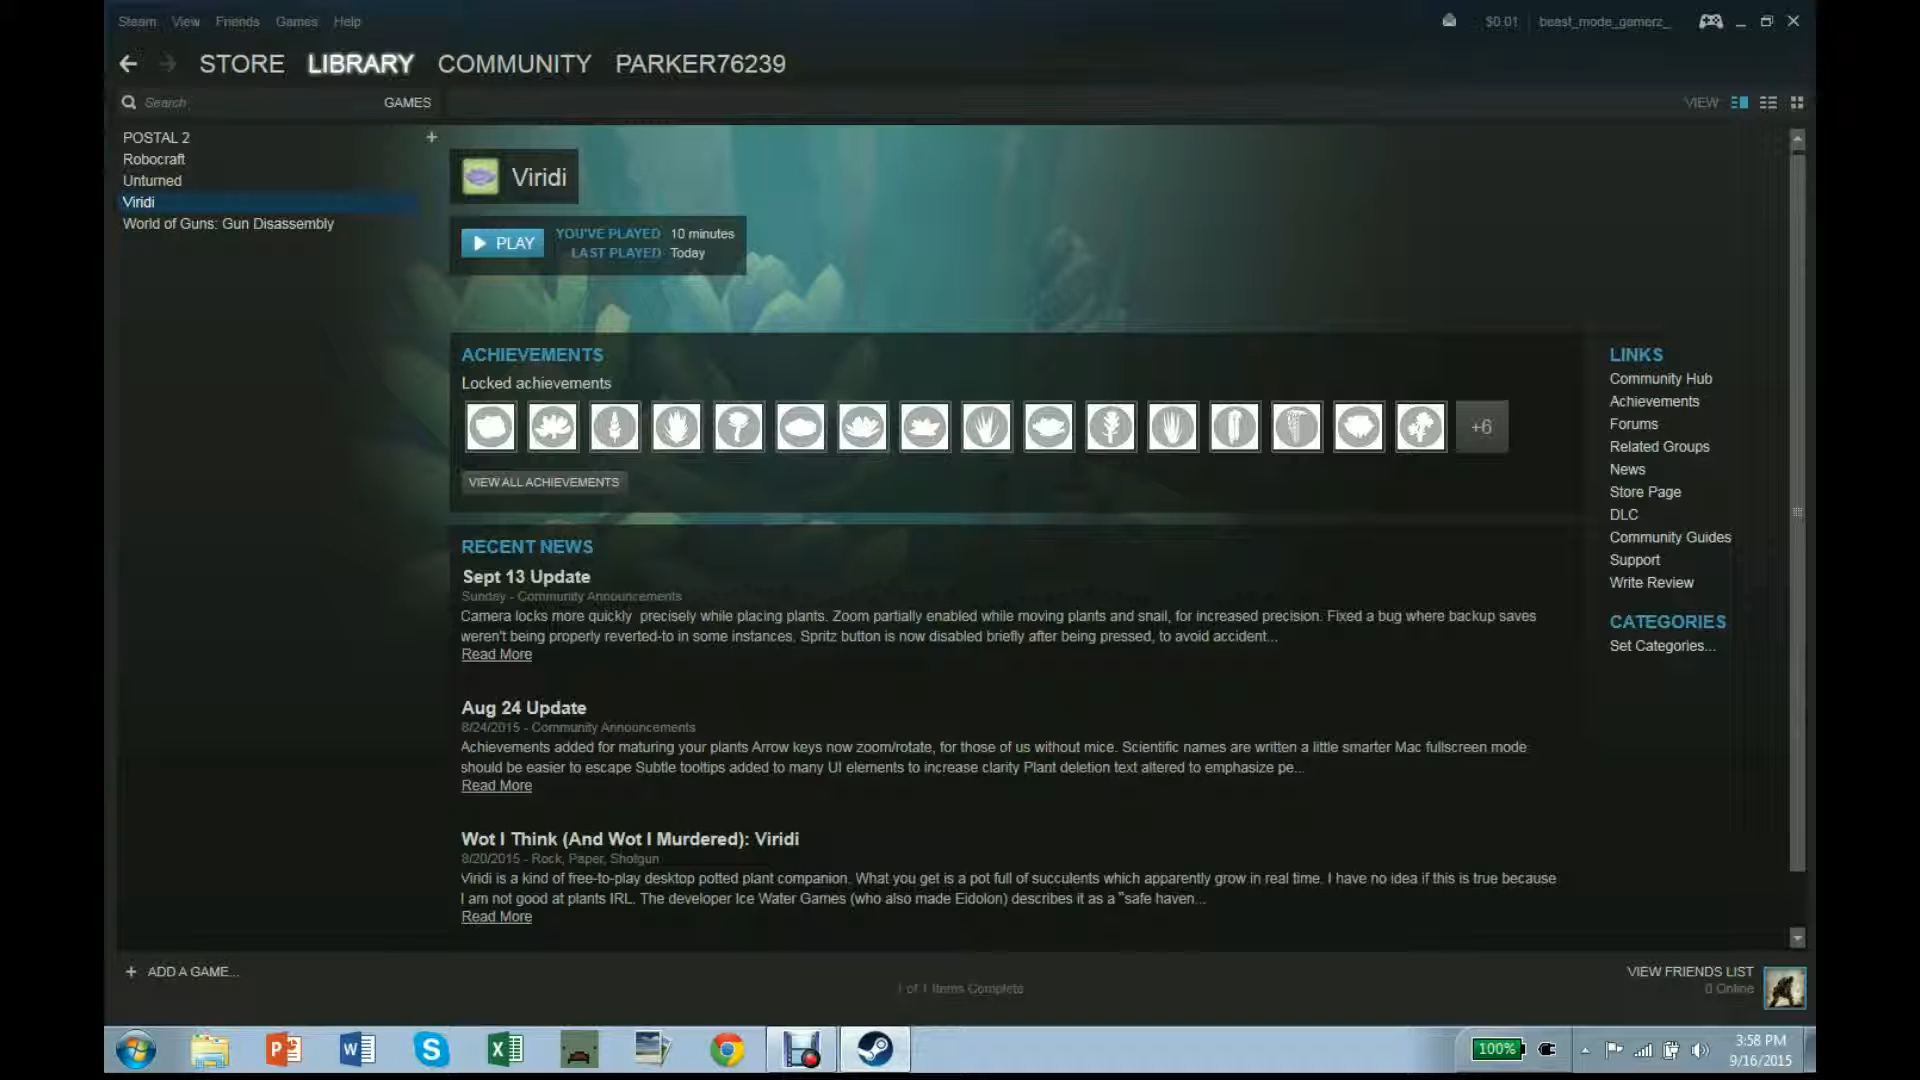 Steam View Friends Games Help
$0.01 beast_mode_gamerz_
STORE LIBRARY COMMUNITY PARKER76239
Search GAMES VIEW
POSTAL 2
Robocraft
Unturned
Viridi
World of Guns: Gun Disassembly
Viridi
PLAY YOU'VE PLAYED 10 minutes
LAST PLAYED Today
ACHIEVEMENTS
Locked achievements
+6
VIEW ALL ACHIEVEMENTS
RECENT NEWS
Sept 13 Update
Sunday - Community Announcements
Camera locks more quickly precisely while placing plants. Zoom partially enabled while moving plants and snail, for increased precision. Fixed a bug where backup saves
weren't being properly reverted-to in some instances. Spritz button is now disabled briefly after being pressed, to avoid accident...
Read More
Aug 24 Update
8/24/2015 - Community Announcements
Achievements added for maturing your plants Arrow keys now zoom/rotate, for those of us without mice. Scientific names are written a little smarter Mac fullscreen mode
should be easier to escape Subtle tooltips added to many UI elements to increase clarity Plant deletion text altered to emphasize pe...
Read More
Wot I Think (And Wot I Murdered): Viridi
8/20/2015 - Rock, Paper, Shotgun
Viridi is a kind of free-to-play desktop potted plant companion. What you get is a pot full of succulents which apparently grow in real time. I have no idea if this is true because
I am not good at plants IRL. The developer Ice Water Games (who also made Eidolon) describes it as a "safe haven...
Read More
LINKS
Community Hub
Achievements
Forums
Related Groups
News
Store Page
DLC
Community Guides
Support
Write Review
CATEGORIES
Set Categories...
+ ADD A GAME...
1 of 1 Items Complete
VIEW FRIENDS LIST
0 Online
100%
3:58 PM
9/16/2015